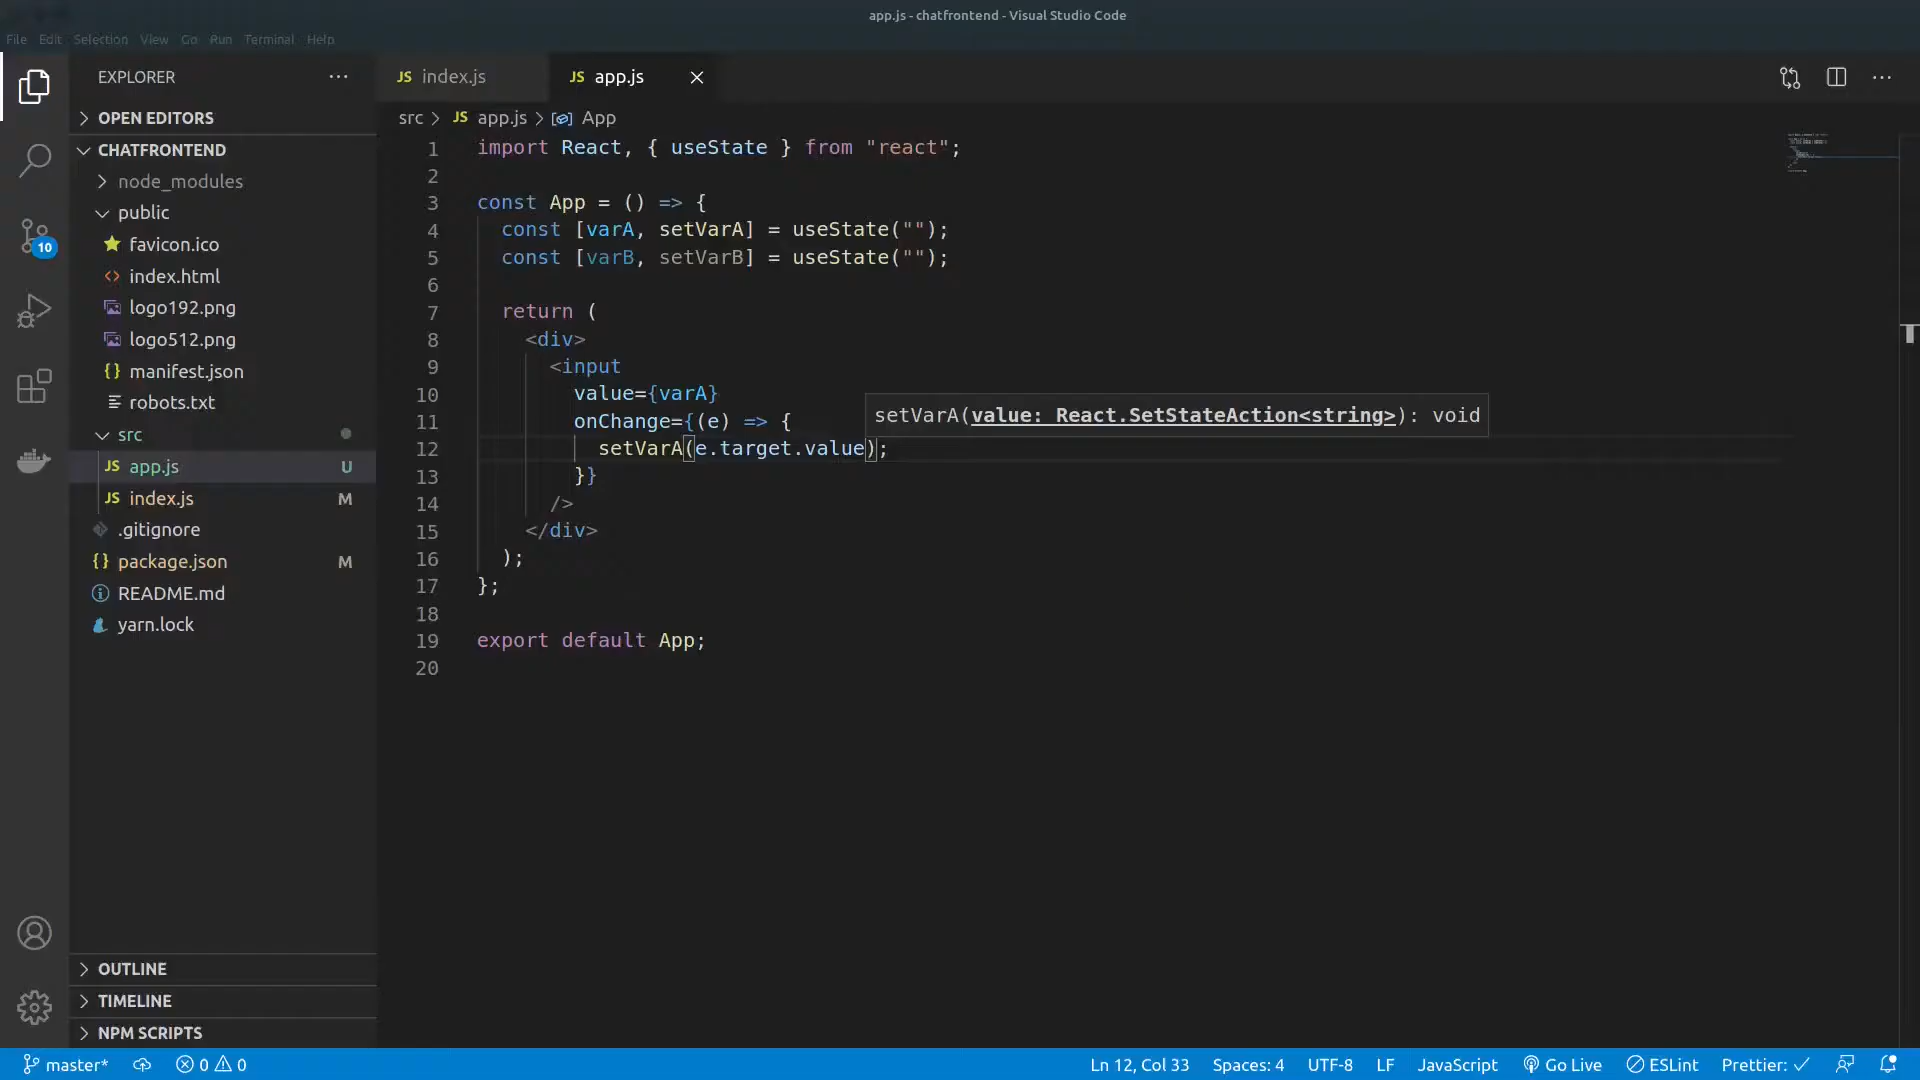 app.js - chatfrontend - Visual Studio Code
File Edit Selection View Go Run Terminal Help
EXPLORER ···
OPEN EDITORS
CHATFRONTEND
node_modules
public
favicon.ico
<> index.html
logo192.png
logo512.png
{} manifest.json
robots.txt
src
JS app.js U
JS index.js M
.gitignore
{} package.json M
README.md
yarn.lock
OUTLINE
TIMELINE
NPM SCRIPTS
10
JS index.js
JS app.js
src > JS app.js > App
1 import React, { useState } from "react";
2
3 const App = () => {
4 const [varA, setVarA] = useState("");
5 const [varB, setVarB] = useState("");
6
7 return (
8 <div>
9 <input
10 value={varA}
11 onChange={(e) => {
setVarA(value: React.SetStateAction<string>): void
12 setVarA(e.target.value);
13 }}
14 />
15 </div>
16 );
17 };
18
19 export default App;
20
master* 0 0 Ln 12, Col 33 Spaces: 4 UTF-8 LF JavaScript Go Live ESLint Prettier: ✓